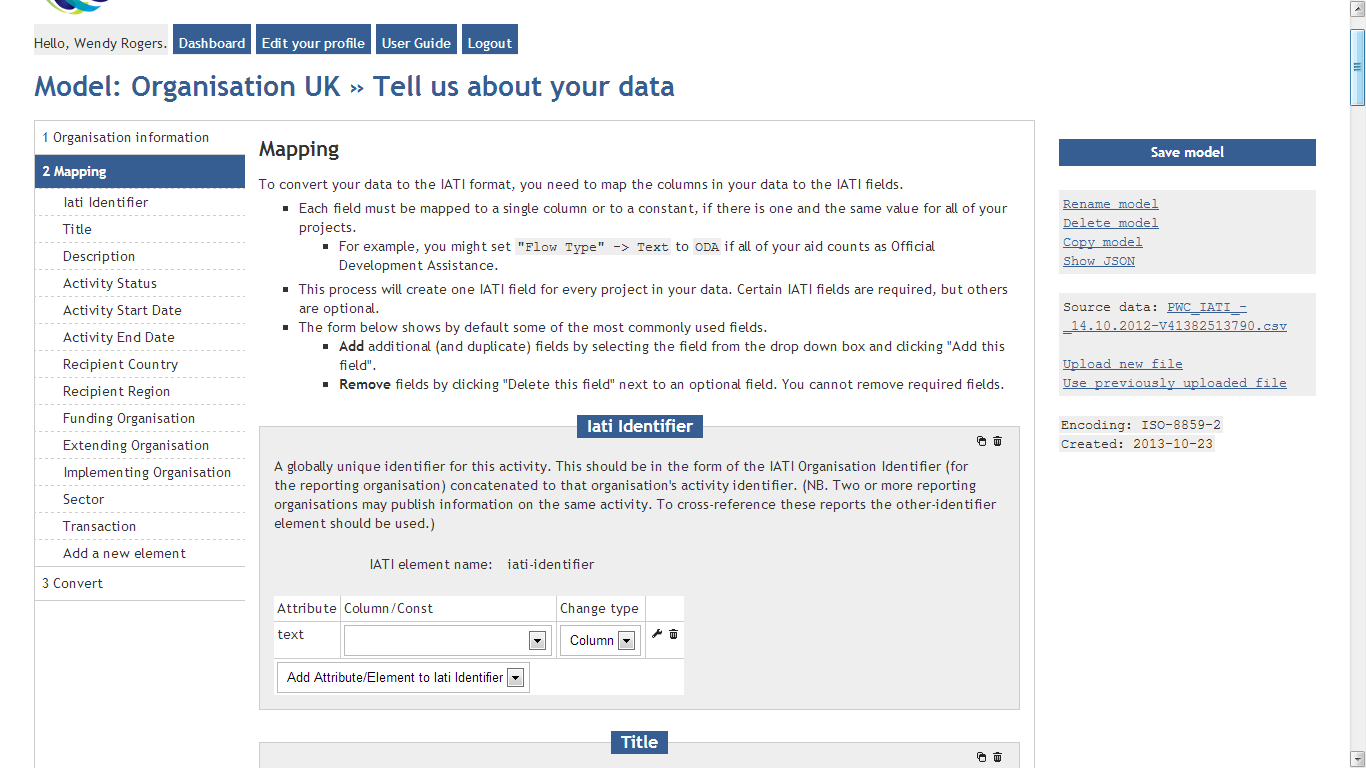 Hello, Wendy Rogers.
Dashboard
Edit your profile
User Guide
Logout
Model: Organisation UK » Tell us about your data
1 Organisation information
2 Mapping
Iati Identifier
Title
Description
Activity Status
Activity Start Date
Activity End Date
Recipient Country
Recipient Region
Funding Organisation
Extending Organisation
Implementing Organisation
Sector
Transaction
Add a new element
3 Convert
Mapping
To convert your data to the IATI format, you need to map the columns in your data to the IATI fields.
Each field must be mapped to a single column or to a constant, if there is one and the same value for all of your
projects.
For example, you might set "Flow Type" -> Text to ODA if all of your aid counts as Official
Development Assistance.
This process will create one IATI field for every project in your data. Certain IATI fields are required, but others
are optional.
The form below shows by default some of the most commonly used fields.
Add additional (and duplicate) fields by selecting the field from the drop down box and clicking "Add this
field".
Remove fields by clicking "Delete this field" next to an optional field. You cannot remove required fields.
Iati Identifier
A globally unique identifier for this activity. This should be in the form of the IATI Organisation Identifier (for
the reporting organisation) concatenated to that organisation's activity identifier. (NB. Two or more reporting
organisations may publish information on the same activity. To cross-reference these reports the other-identifier
element should be used.)
IATI element name: iati-identifier
Attribute Column/Const Change type
text Column
Add Attribute/Element to Iati Identifier
Title
Save model
Rename model
Delete model
Copy model
Show JSON
Source data: PWC_IATI_-
_14.10.2012-V41382513790.csv
Upload new file
Use previously uploaded file
Encoding: ISO-8859-2
Created: 2013-10-23